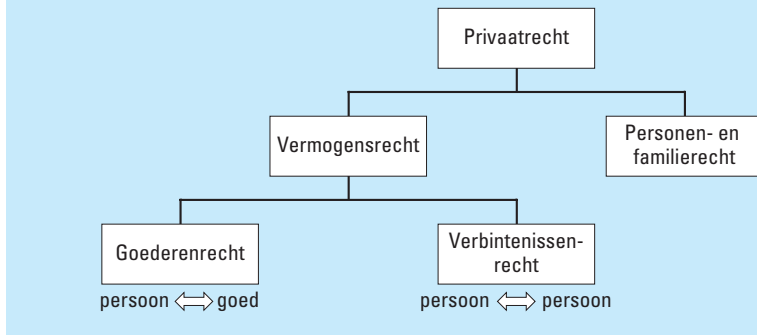 Privaatrecht
Vermogensrecht
Personen- en
familierecht
Goederenrecht
Verbintenissen-
recht
persoon ⇔ goed
persoon ⇔ persoon